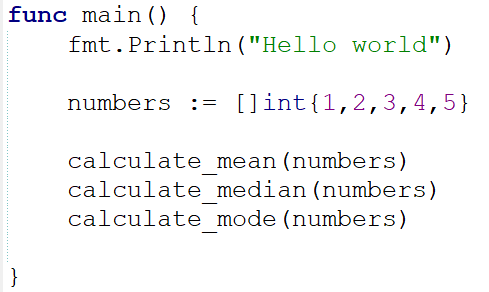 func main() {
    fmt.Println("Hello world")
    numbers := []int{1,2,3,4,5}
    calculate_mean(numbers)
    calculate_median(numbers)
    calculate_mode(numbers)
}